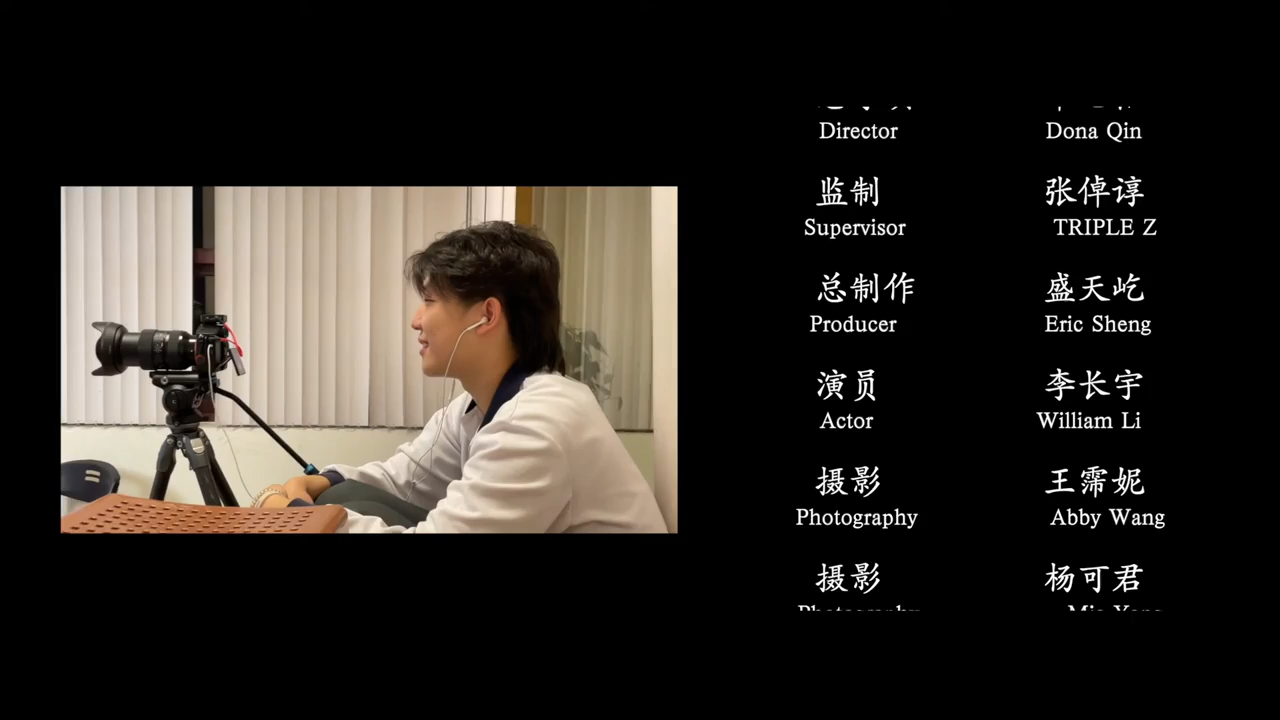 Director Dona Qin
监制 张倬谆
Supervisor TRIPLE Z
总制作 盛天屹
Producer Eric Sheng
演员 李长宇
Actor William Li
摄影 王霈妮
Photography Abby Wang
摄影 杨可君